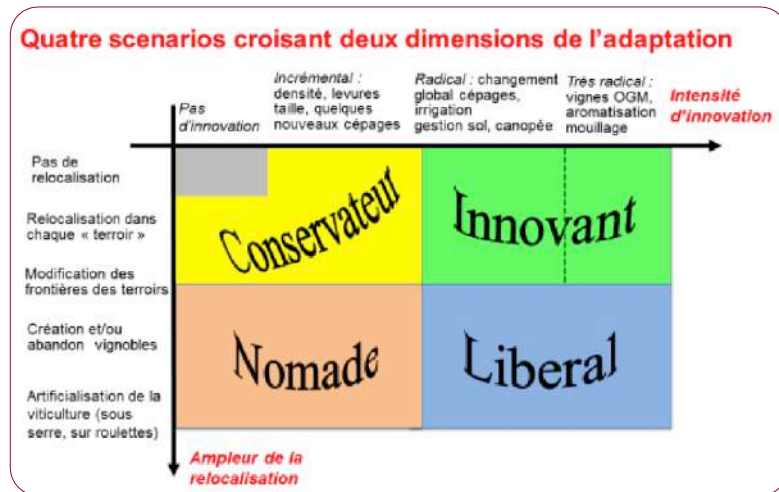 Quatre scenarios croisant deux dimensions de l'adaptation
Pas
d'innovation
Incrémental :
densité, levures
taille, quelques
nouveaux cépages
Radical : changement
global cépages,
irrigation
gestion sol, canopée
Très radical :
vignes OGM,
aromatisation
mouillage
Intensité
d'innovation
Pas de
relocalisation
Relocalisation dans
chaque « terroir »
Modification des
frontières des terroirs
Création et/ou
abandon vignobles
Artificialisation de la
viticulture (sous
serre, sur roulettes)
Conservateur
Innovant
Nomade
Liberal
Ampleur de la
relocalisation